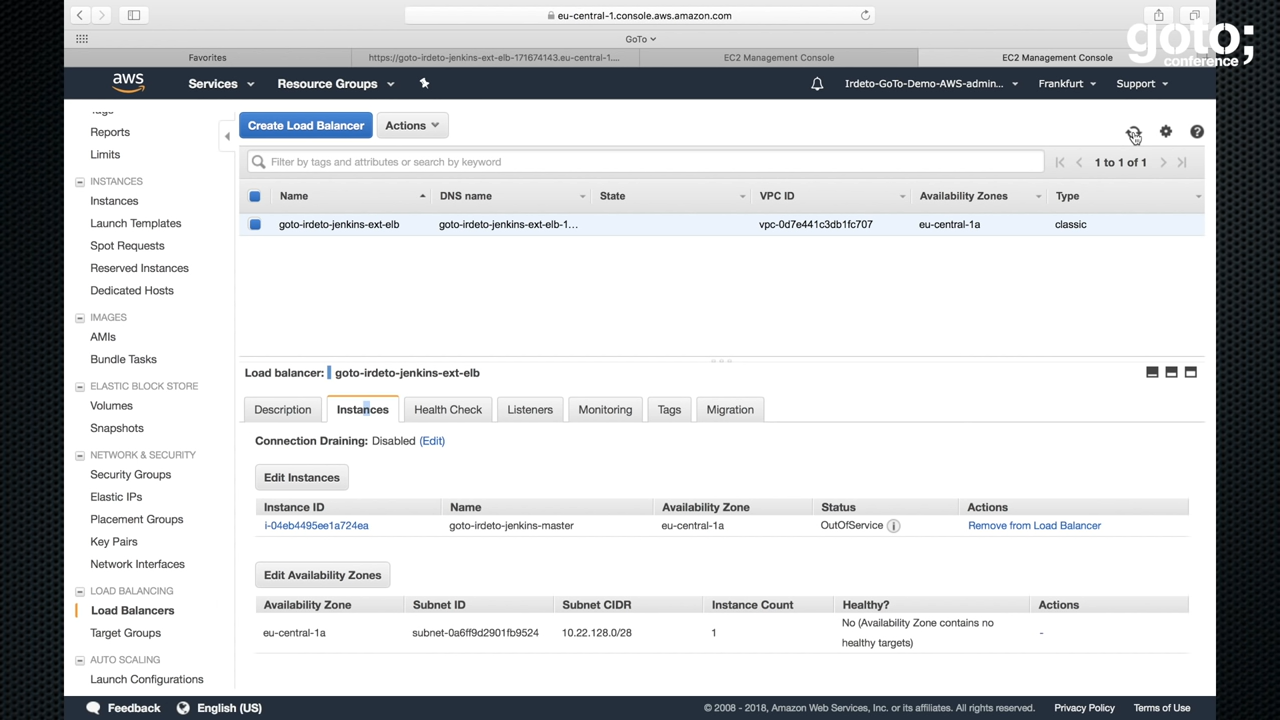 eu-central-1.console.aws.amazon.com
GoTo
Favorites
https://goto-irdeto-jenkins-ext-elb-171674143.eu-central-1....
EC2 Management Console
EC2 Management Console
goto;
conference
aws
Services
Resource Groups
Irdeto-GoTo-Demo-AWS-admin...
Frankfurt
Support
Tags
Reports
Limits
INSTANCES
Instances
Launch Templates
Spot Requests
Reserved Instances
Dedicated Hosts
IMAGES
AMIs
Bundle Tasks
ELASTIC BLOCK STORE
Volumes
Snapshots
NETWORK & SECURITY
Security Groups
Elastic IPs
Placement Groups
Key Pairs
Network Interfaces
LOAD BALANCING
Load Balancers
Target Groups
AUTO SCALING
Launch Configurations
Create Load Balancer
Actions
Filter by tags and attributes or search by keyword
1 to 1 of 1
Name DNS name State VPC ID Availability Zones Type
goto-irdeto-jenkins-ext-elb goto-irdeto-jenkins-ext-elb-1... vpc-0d7e441c3db1fc707 eu-central-1a classic
Load balancer: goto-irdeto-jenkins-ext-elb
Description Instances Health Check Listeners Monitoring Tags Migration
Connection Draining: Disabled (Edit)
Edit Instances
Instance ID Name Availability Zone Status Actions
i-04eb4495ee1a724ea goto-irdeto-jenkins-master eu-central-1a OutOfService i Remove from Load Balancer
Edit Availability Zones
Availability Zone Subnet ID Subnet CIDR Instance Count Healthy? Actions
eu-central-1a subnet-0a6ff9d2901fb9524 10.22.128.0/28 1 No (Availability Zone contains no -
healthy targets)
Feedback English (US) © 2008 - 2018, Amazon Web Services, Inc. or its affiliates. All rights reserved. Privacy Policy Terms of Use